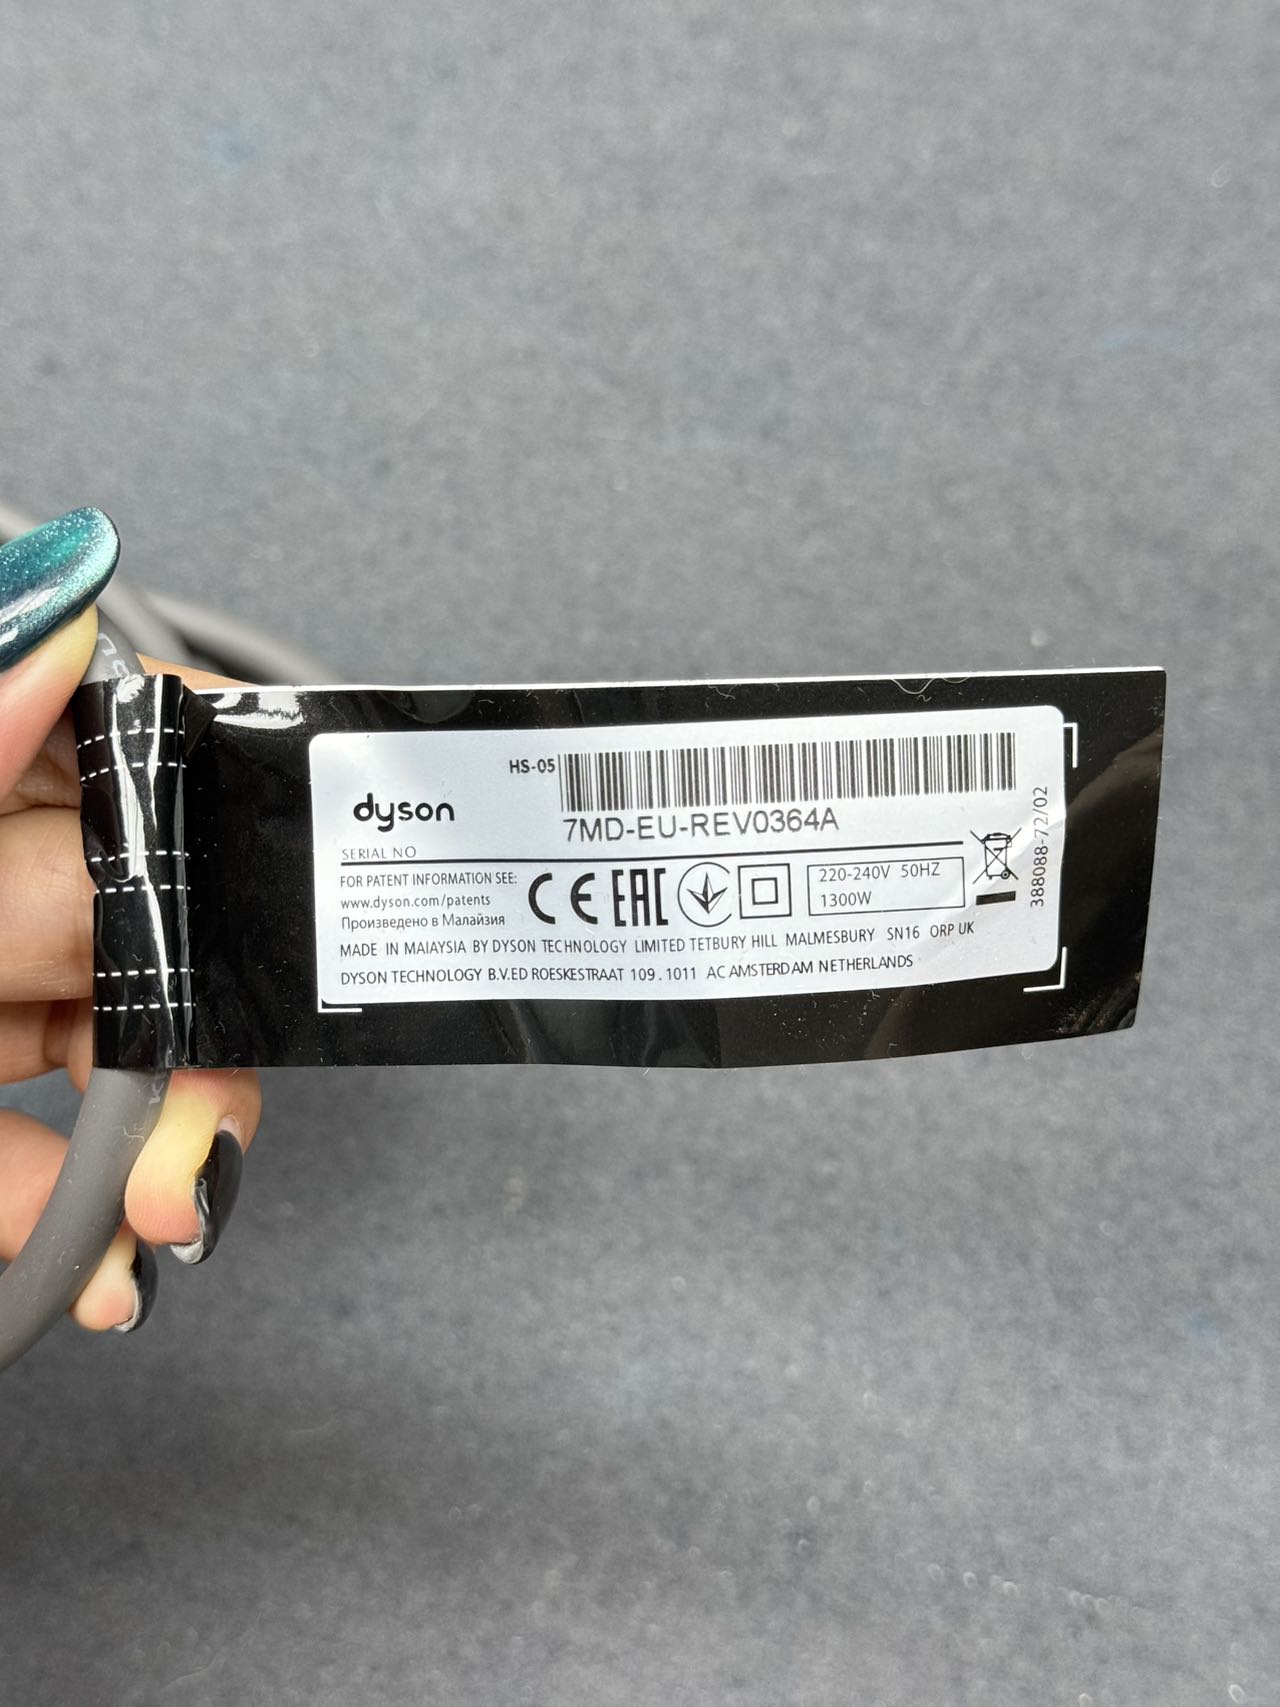 HS-05
dyson
7MD-EU-REV0364A
SERIAL NO
FOR PATENT INFORMATION SEE:
www.dyson/patents
Произведено в Малайзия
CE EAC
220-240V 50HZ
1300W
388088-72/02
MADE IN MAIAYSIA BY DYSON TECHNOLOGY LIMITED TETBURY HILL MALMESBURY SN16 ORP UK
DYSON TECHNOLOGY B.V.ED ROESKESTRAAT 109.1011 AC AMSTERDAM NETHERLANDS